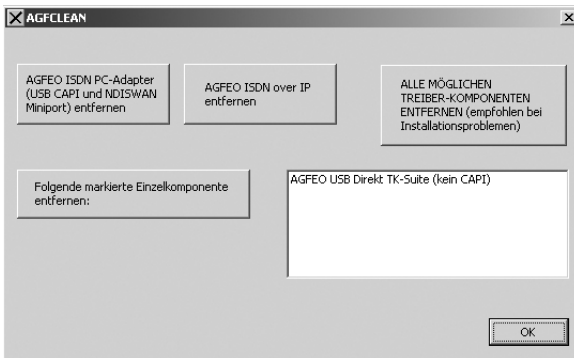 AGFCLEAN
AGFEO ISDN PC-Adapter
(USB CAPI und NDISWAN
Miniport) entfernen
AGFEO ISDN over IP
entfernen
ALLE MÖGLICHEN
TREIBER-KOMPONENTEN
ENTFERNEN (empfohlen bei
Installationsproblemen)
Folgende markierte Einzelkomponente
entfernen:
AGFEO USB Direkt TK-Suite (kein CAPI)
OK